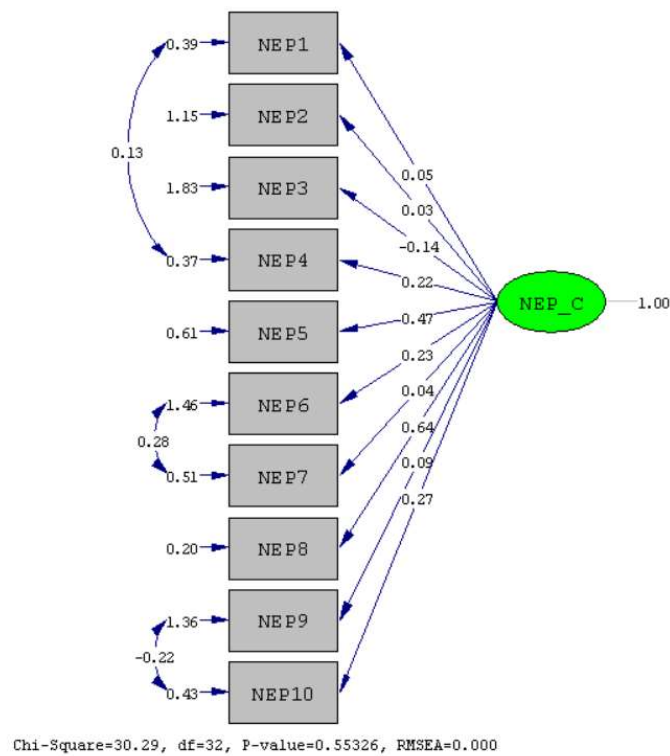 0.39 NEP1
1.15 NEP2
0.05
0.13
0.03
1.83 NEP3
-0.14
0.37 NEP4
0.22
NEP_C 1.00
0.47
0.61 NEP5
0.23
0.04
1.46 NEP6
0.64
0.28
0.09
0.51 NEP7
0.27
0.20 NEP8
1.36 NEP9
-0.22
0.43 NEP10
Chi-Square=30.29, df=32, P-value=0.55326, RMSEA=0.000